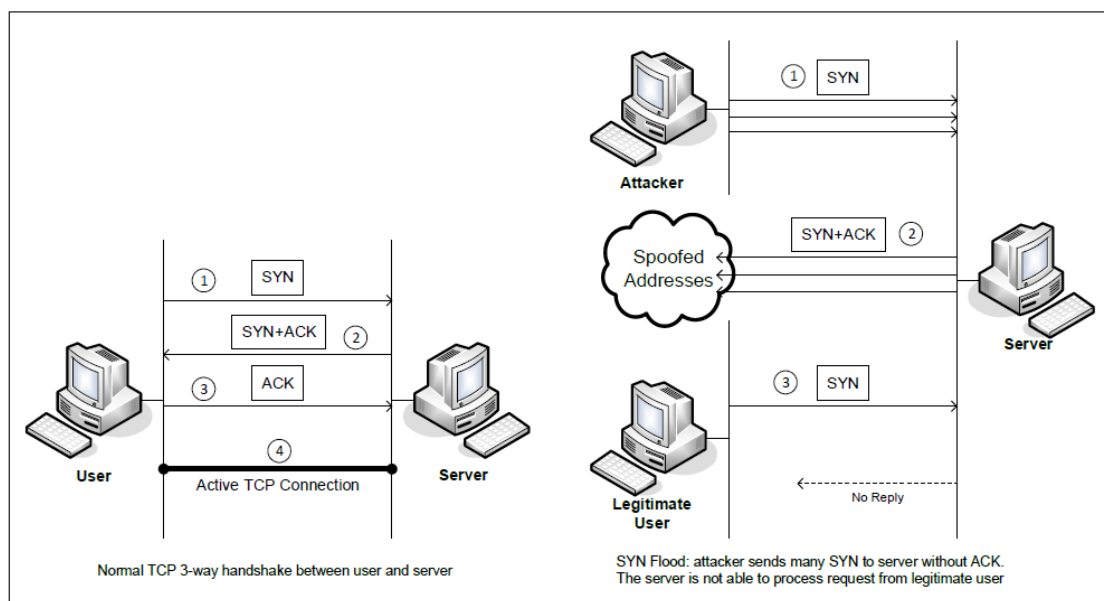 1
SYN
SYN+ACK
2
3
ACK
4
Active TCP Connection
User
Server
Normal TCP 3-way handshake between user and server
1
SYN
Attacker
SYN+ACK
2
Spoofed
Addresses
Server
3
SYN
Legitimate
User
No Reply
SYN Flood: attacker sends many SYN to server without ACK.
The server is not able to process request from legitimate user